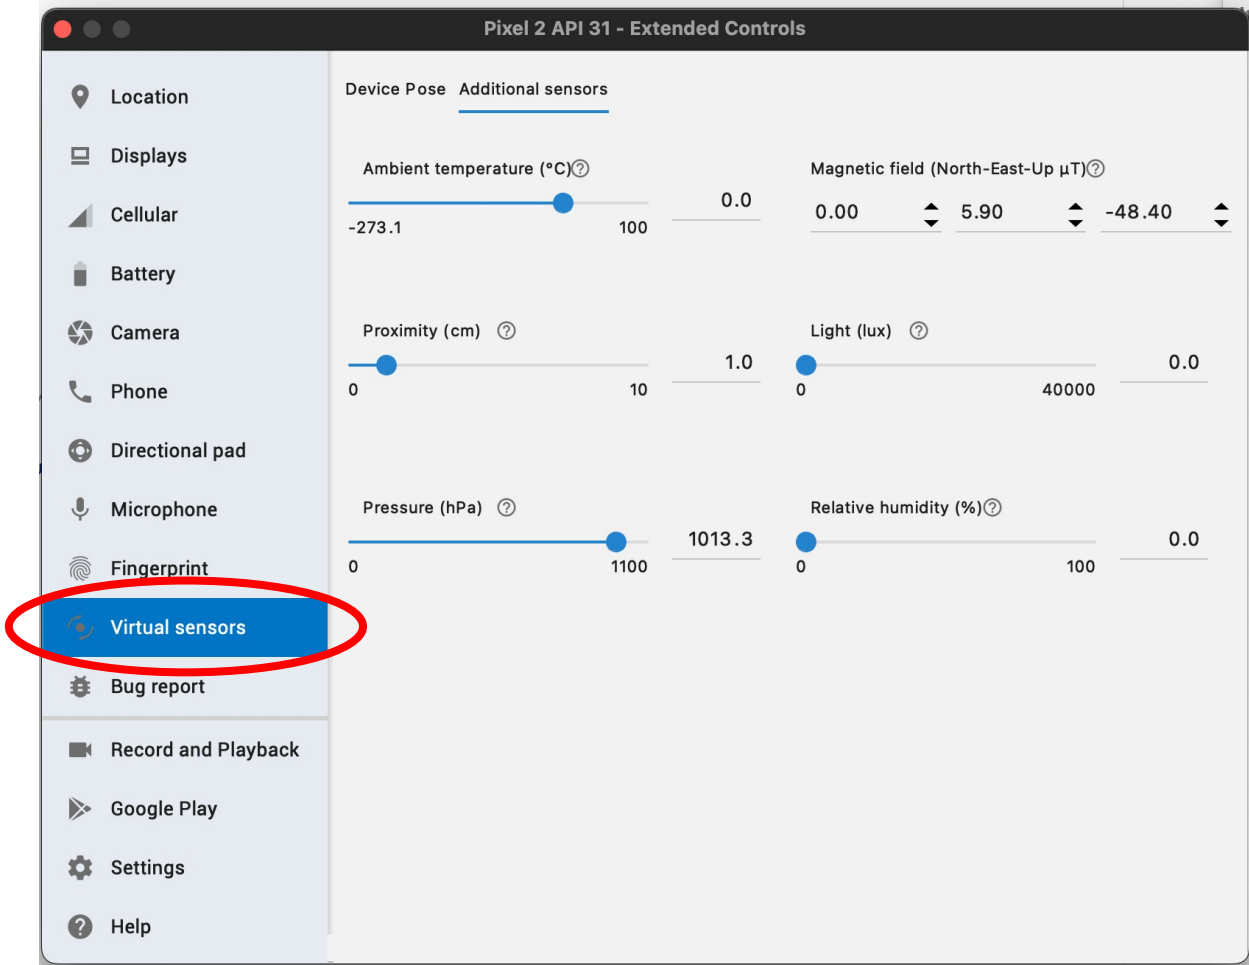 Pixel 2 API 31 - Extended Controls
Location
Displays
Cellular
Battery
Camera
Phone
Directional pad
Microphone
Fingerprint
Virtual sensors
Bug report
Record and Playback
Google Play
Settings
Help
Device Pose Additional sensors
Ambient temperature (°C)
0.0
-273.1 100
Magnetic field (North-East-Up µT)
0.00 5.90 -48.40
Proximity (cm)
1.0
0 10
Light (lux)
0.0
0 40000
Pressure (hPa)
1013.3
0 1100
Relative humidity (%)
0.0
0 100